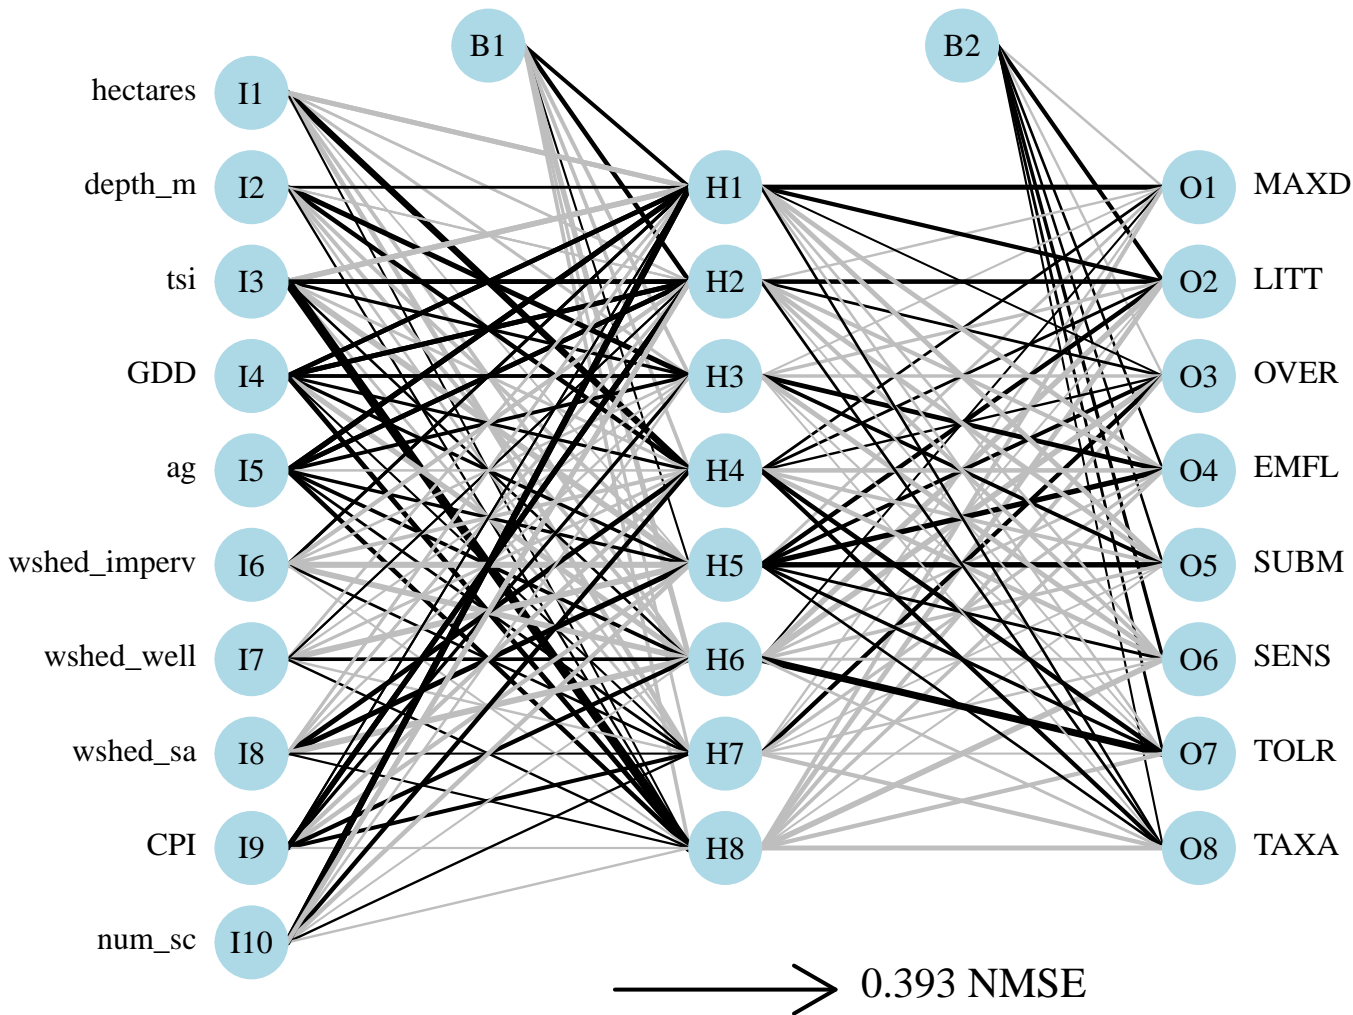 B1 B2
hectares I1
depth_m I2 H1 O1 MAXD
tsi I3 H2 O2 LITT
GDD I4 H3 O3 OVER
ag I5 H4 O4 EMFL
wshed_imperv I6 H5 O5 SUBM
wshed_well I7 H6 O6 SENS
wshed_sa I8 H7 O7 TOLR
CPI I9 H8 O8 TAXA
num_sc I10
0.393 NMSE